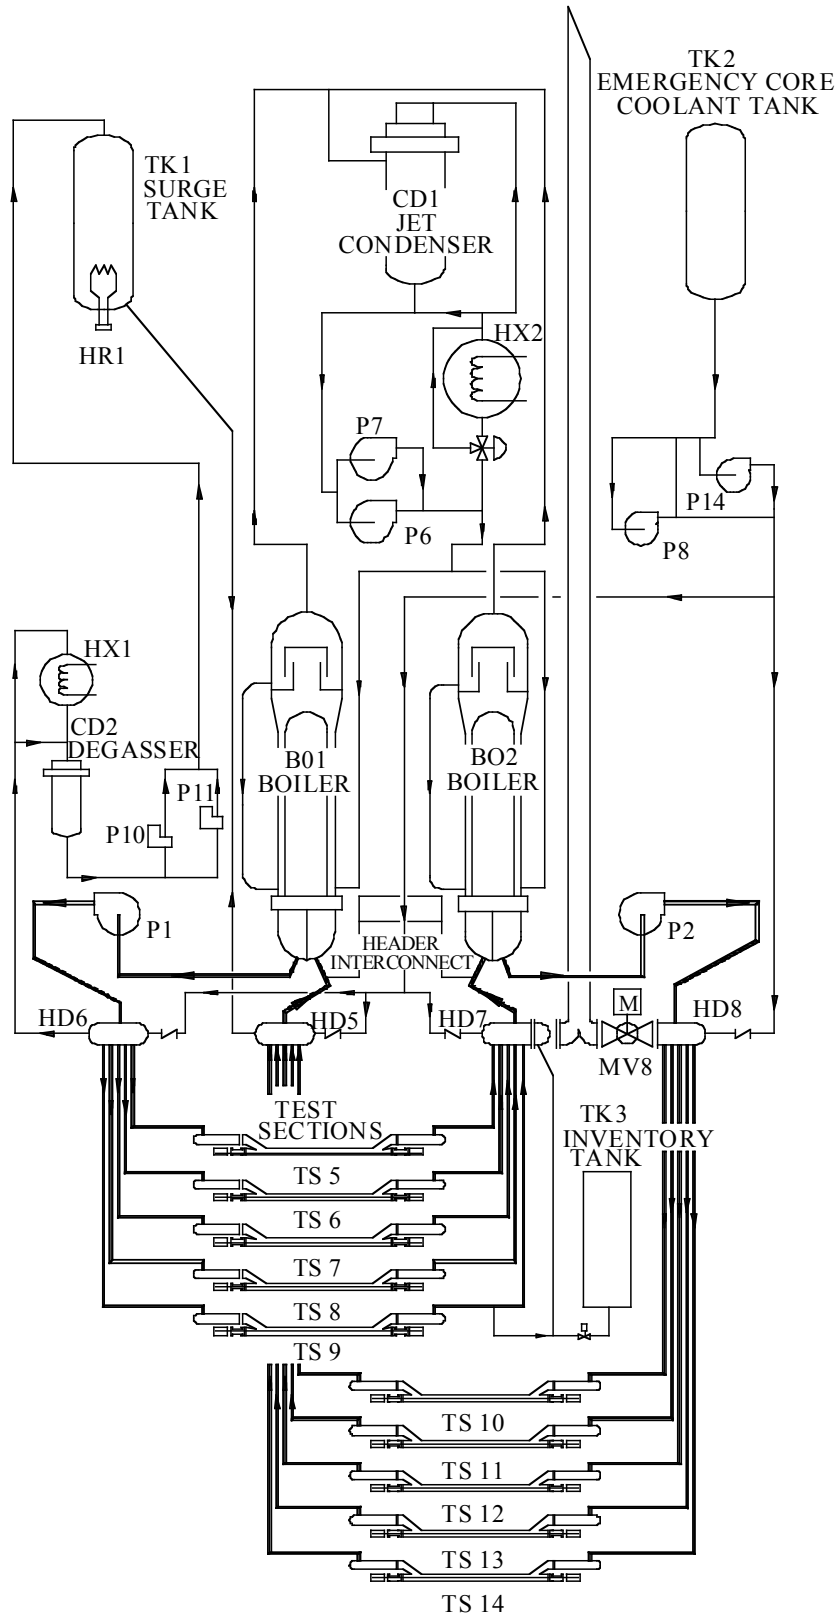 TK2
EMERGENCY CORE
COOLANT TANK
TK1
SURGE
TANK
CD1
JET
CONDENSER
HR1
HX2
P7
P6
P14
P8
HX1
CD2
DEGASSER
B01
BOILER
BO2
BOILER
P11
P10
P1
P2
HEADER
INTERCONNECT
M
HD6
HD5
HD7
HD8
MV8
TEST
SECTIONS
TK3
INVENTORY
TANK
TS 5
TS 6
TS 7
TS 8
TS 9
TS 10
TS 11
TS 12
TS 13
TS 14